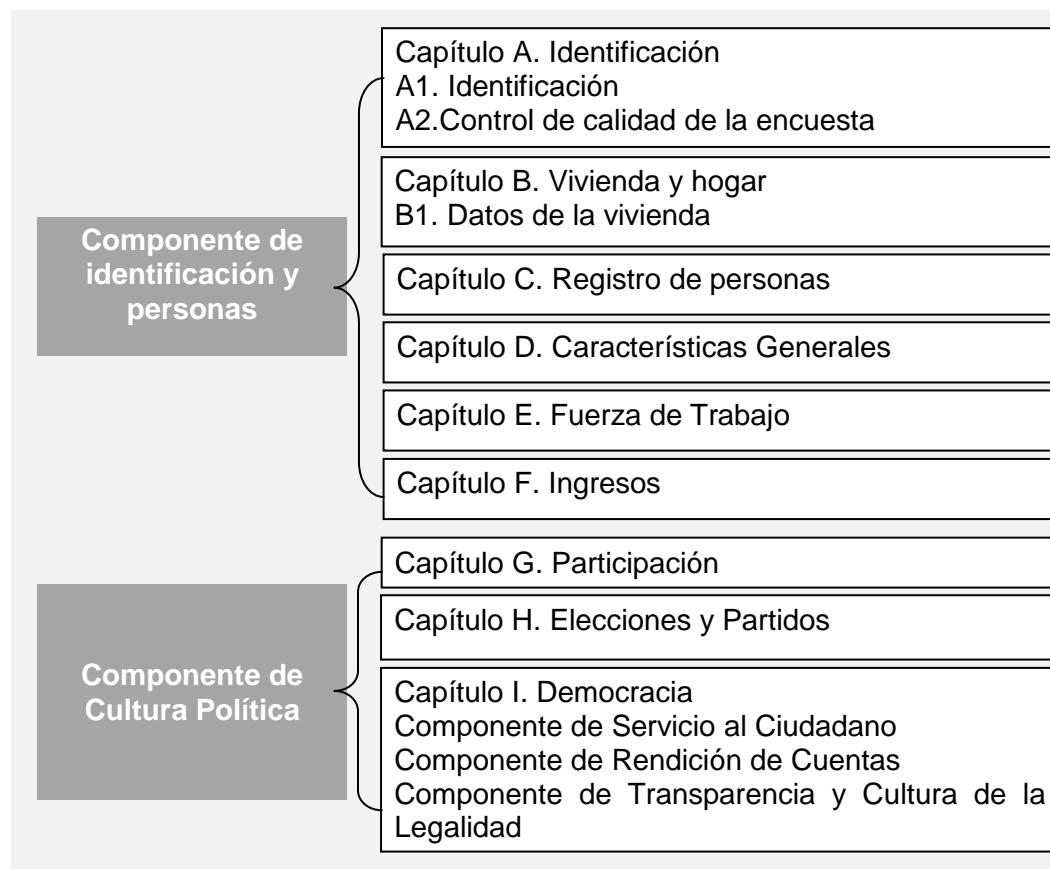 Componente de
identificación y
personas
Capítulo A. Identificación
A1. Identificación
A2.Control de calidad de la encuesta
Capítulo B. Vivienda y hogar
B1. Datos de la vivienda
Capítulo C. Registro de personas
Capítulo D. Características Generales
Capítulo E. Fuerza de Trabajo
Capítulo F. Ingresos
Componente de
Cultura Política
Capítulo G. Participación
Capítulo H. Elecciones y Partidos
Capítulo I. Democracia
Componente de Servicio al Ciudadano
Componente de Rendición de Cuentas
Componente de Transparencia y Cultura de la
Legalidad